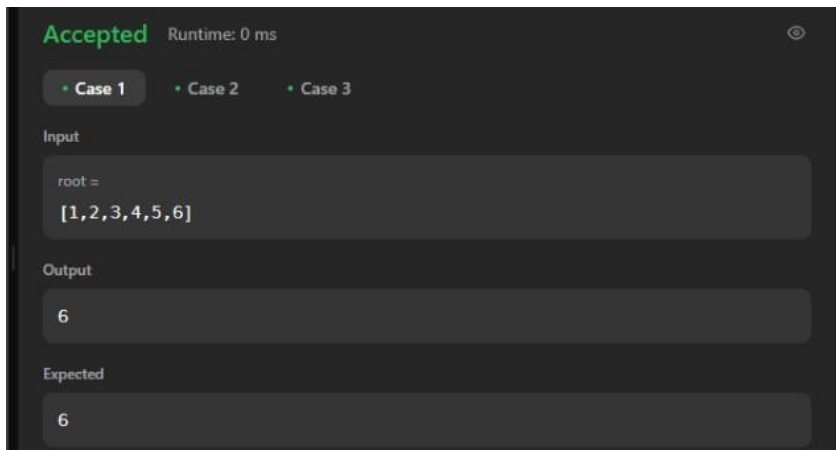 Accepted Runtime: 0 ms
• Case 1 • Case 2 • Case 3
Input
root =
[1,2,3,4,5,6]
Output
6
Expected
6